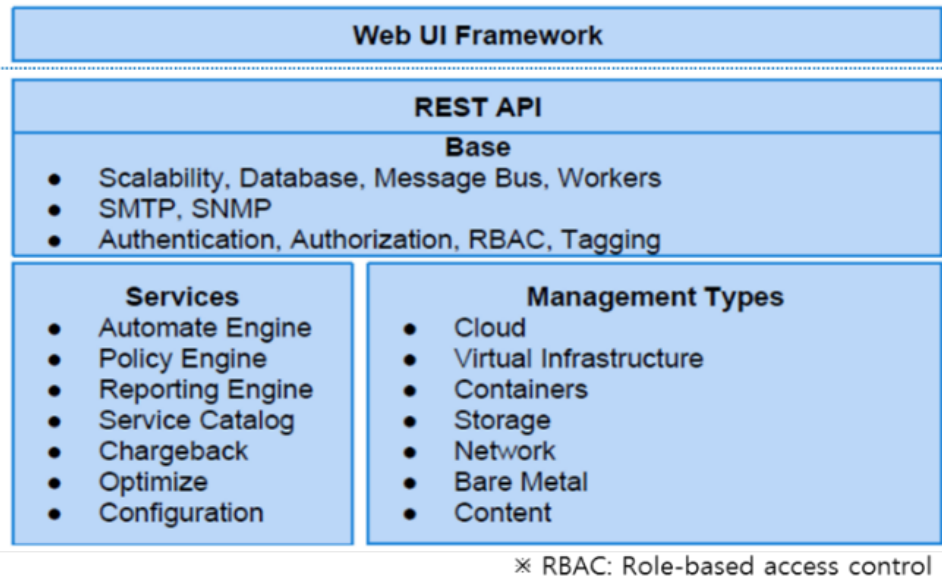 Web UI Framework
REST API
Base
● Scalability, Database, Message Bus, Workers
● SMTP, SNMP
● Authentication, Authorization, RBAC, Tagging
Services
● Automate Engine
● Policy Engine
● Reporting Engine
● Service Catalog
● Chargeback
● Optimize
● Configuration
Management Types
● Cloud
● Virtual Infrastructure
● Containers
● Storage
● Network
● Bare Metal
● Content
※ RBAC: Role-based access control